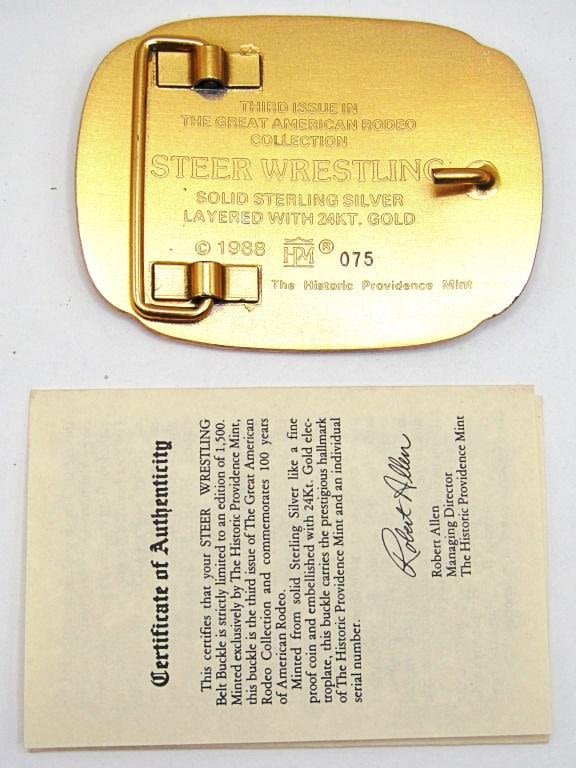 THIRD ISSUE IN
THE GREAT AMERICAN RODEO
COLLECTION
STEER WRESTLING
SOLID STERLING SILVER
LAYERED WITH 24KT. GOLD
© 1988 HPM ® 075
The Historic Providence Mint
Certificate of Authenticity
This certifies that your STEER WRESTLING
Belt Buckle is strictly limited to an edition of 1,500.
Minted exclusively by The Historic Providence Mint,
this buckle is the third issue of The Great American
Rodeo Collection and commemorates 100 years
of American Rodeo.
Minted from solid Sterling Silver like a fine
proof coin and embellished with 24Kt. Gold elec-
troplate, this buckle carries the prestigious hallmark
of The Historic Providence Mint and an individual
serial number.
Robert Allen
Robert Allen
Managing Director
The Historic Providence Mint